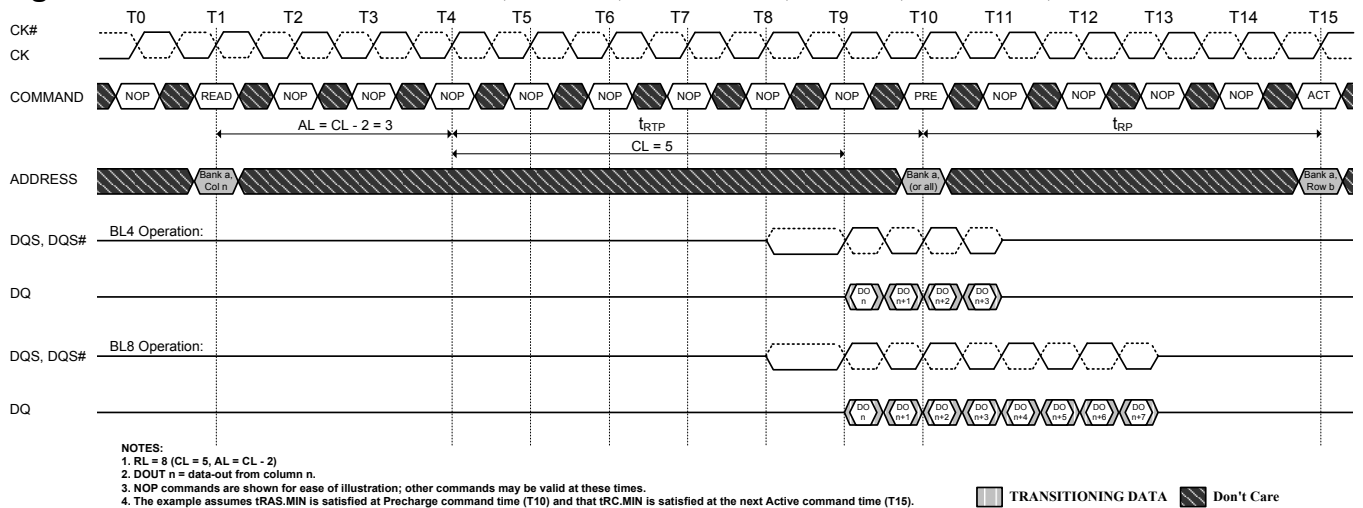 T0 T1 T2 T3 T4 T5 T6 T7 T8 T9 T10 T11 T12 T13 T14 T15
CK#
CK
COMMAND NOP READ NOP NOP NOP NOP NOP NOP NOP NOP PRE NOP NOP NOP NOP ACT
AL = CL - 2 = 3 tRTP tRP
CL = 5
ADDRESS Bank a, Col n Bank a, (or all) Bank a, Row b
BL4 Operation:
DQS, DQS#
DQ DO n DO n+1 DO n+2 DO n+3
BL8 Operation:
DQS, DQS#
DQ DO n DO n+1 DO n+2 DO n+3 DO n+4 DO n+5 DO n+6 DO n+7
NOTES:
1. RL = 8 (CL = 5, AL = CL - 2)
2. DOUT n = data-out from column n.
3. NOP commands are shown for ease of illustration; other commands may be valid at these times.
4. The example assumes tRAS.MIN is satisfied at Precharge command time (T10) and that tRC.MIN is satisfied at the next Active command time (T15).
TRANSITIONING DATA Don't Care